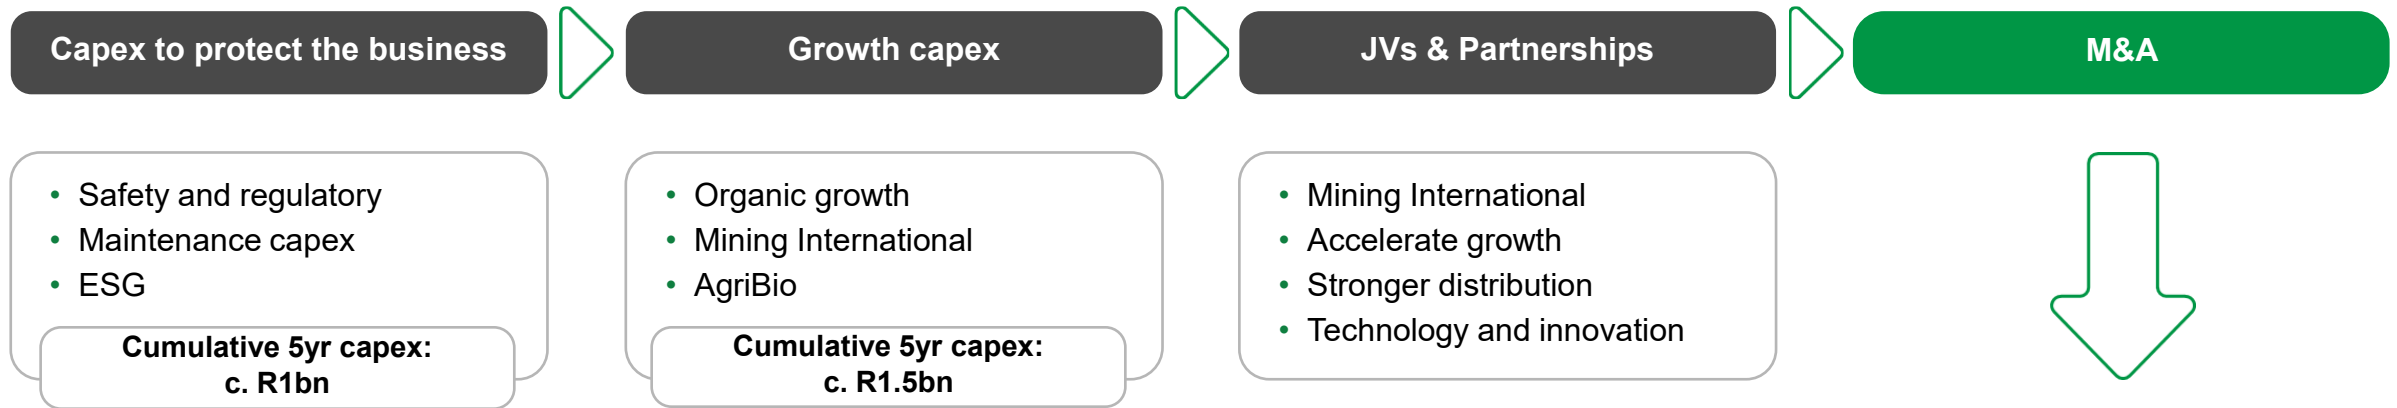 Capex to protect the business
Growth capex
JVs & Partnerships
M&A
• Safety and regulatory
• Maintenance capex
• ESG
Cumulative 5yr capex:
c. R1bn
• Organic growth
• Mining International
• AgriBio
Cumulative 5yr capex:
c. R1.5bn
• Mining International
• Accelerate growth
• Stronger distribution
• Technology and innovation